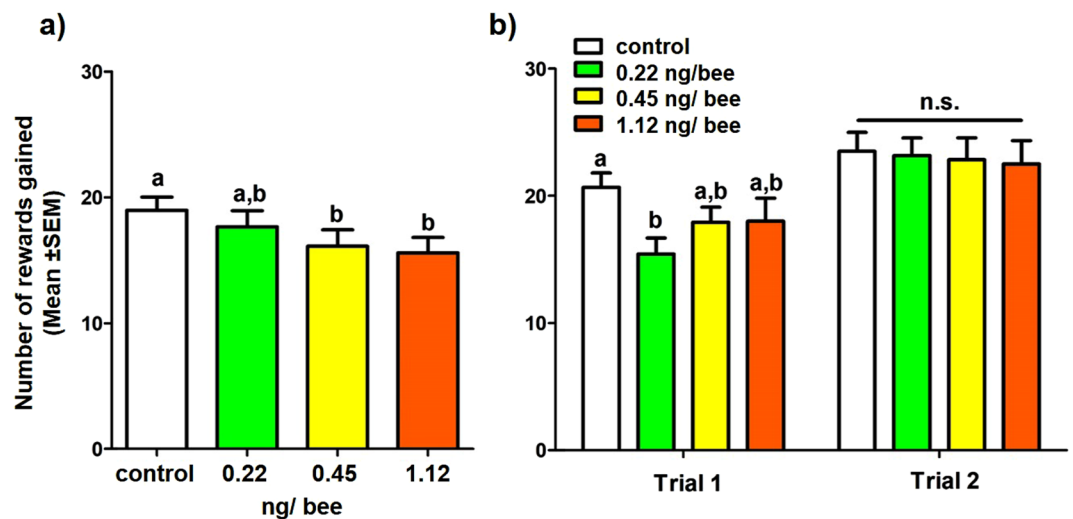 a)
Number of rewards gained
(Mean ±SEM)
30
20
10
0
a
a,b
b
b
control
0.22
0.45
1.12
ng/ bee
b)
control
0.22 ng/bee
0.45 ng/ bee
1.12 ng/ bee
30
20
10
0
a
b
a,b
a,b
n.s.
Trial 1
Trial 2